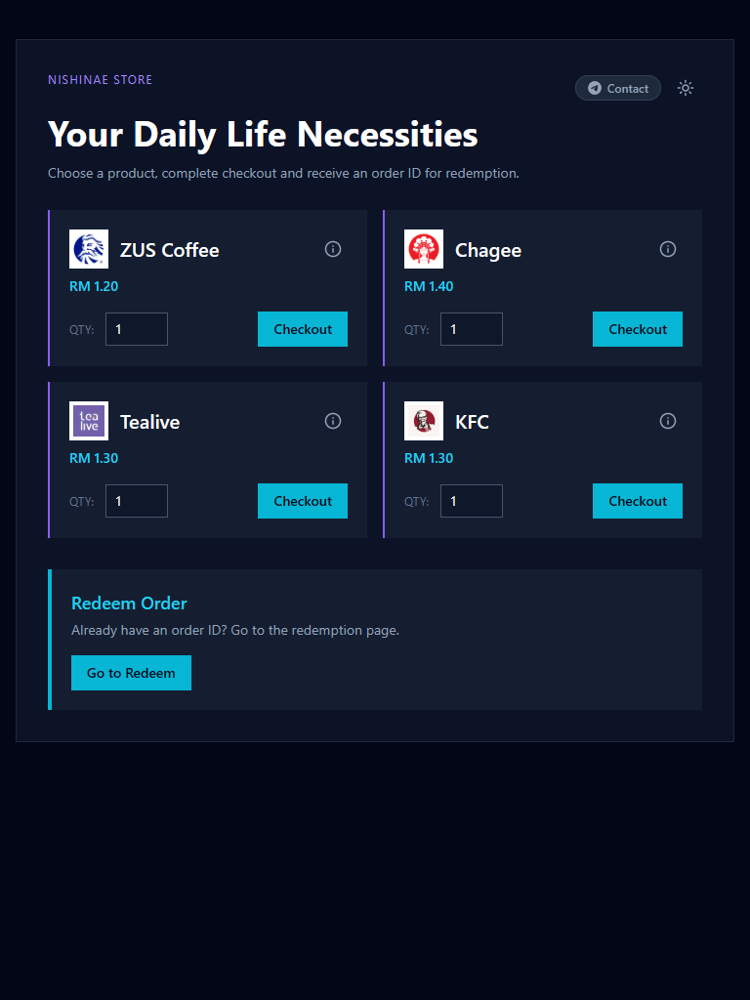 NISHINAE STORE
Contact
Your Daily Life Necessities
Choose a product, complete checkout and receive an order ID for redemption.
ZUS Coffee
RM 1.20
QTY: 1 Checkout
Chagee
RM 1.40
QTY: 1 Checkout
tea
live
Tealive
RM 1.30
QTY: 1 Checkout
KFC
RM 1.30
QTY: 1 Checkout
Redeem Order
Already have an order ID? Go to the redemption page.
Go to Redeem